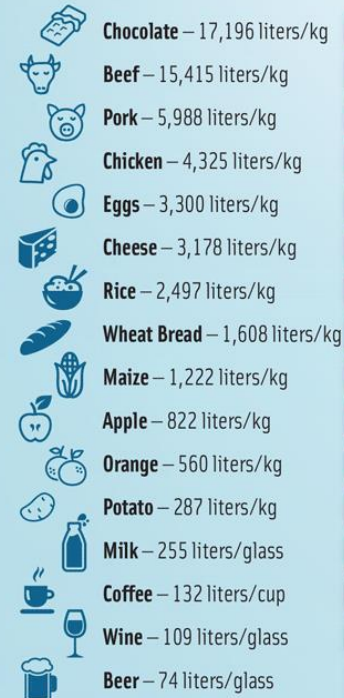 Chocolate – 17,196 liters/kg
Beef – 15,415 liters/kg
Pork – 5,988 liters/kg
Chicken – 4,325 liters/kg
Eggs – 3,300 liters/kg
Cheese – 3,178 liters/kg
Rice – 2,497 liters/kg
Wheat Bread – 1,608 liters/kg
Maize – 1,222 liters/kg
Apple – 822 liters/kg
Orange – 560 liters/kg
Potato – 287 liters/kg
Milk – 255 liters/glass
Coffee – 132 liters/cup
Wine – 109 liters/glass
Beer – 74 liters/glass